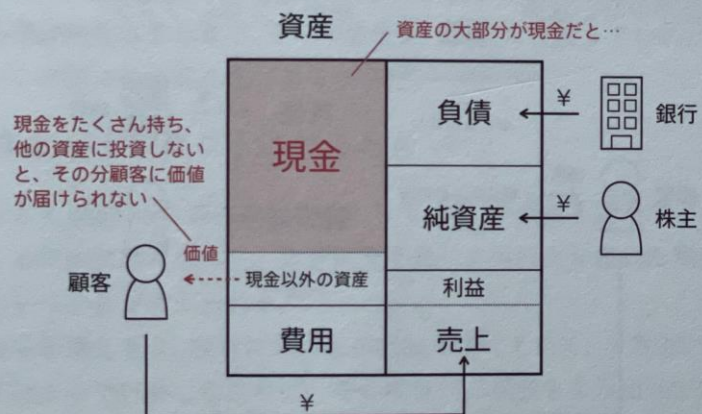 資産
資産の大部分が現金だと…
現金をたくさん持ち、
他の資産に投資しない
と、その分顧客に価値
が届けられない
現金
負債
¥
銀行
純資産
¥
株主
価値
顧客
現金以外の資産
利益
費用
売上
¥